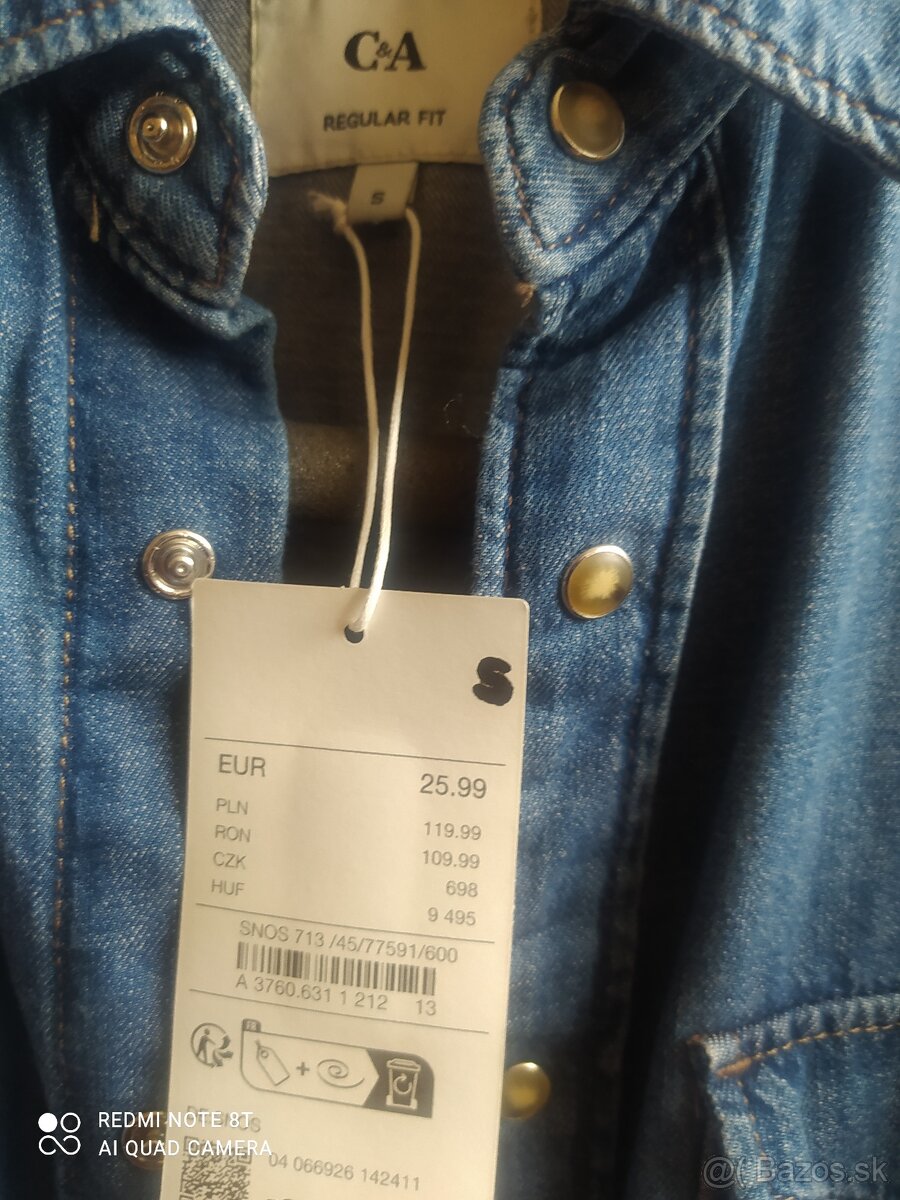 C&A
REGULAR FIT
S
S
EUR 25.99
PLN 119.99
RON 109.99
CZK 698
HUF 9 495
SNOS 713 /45/77591/600
A 3760.631 1 212 13
FR
+
04 066926 142411
REDMI NOTE 8T
AI QUAD CAMERA
Bazos.sk